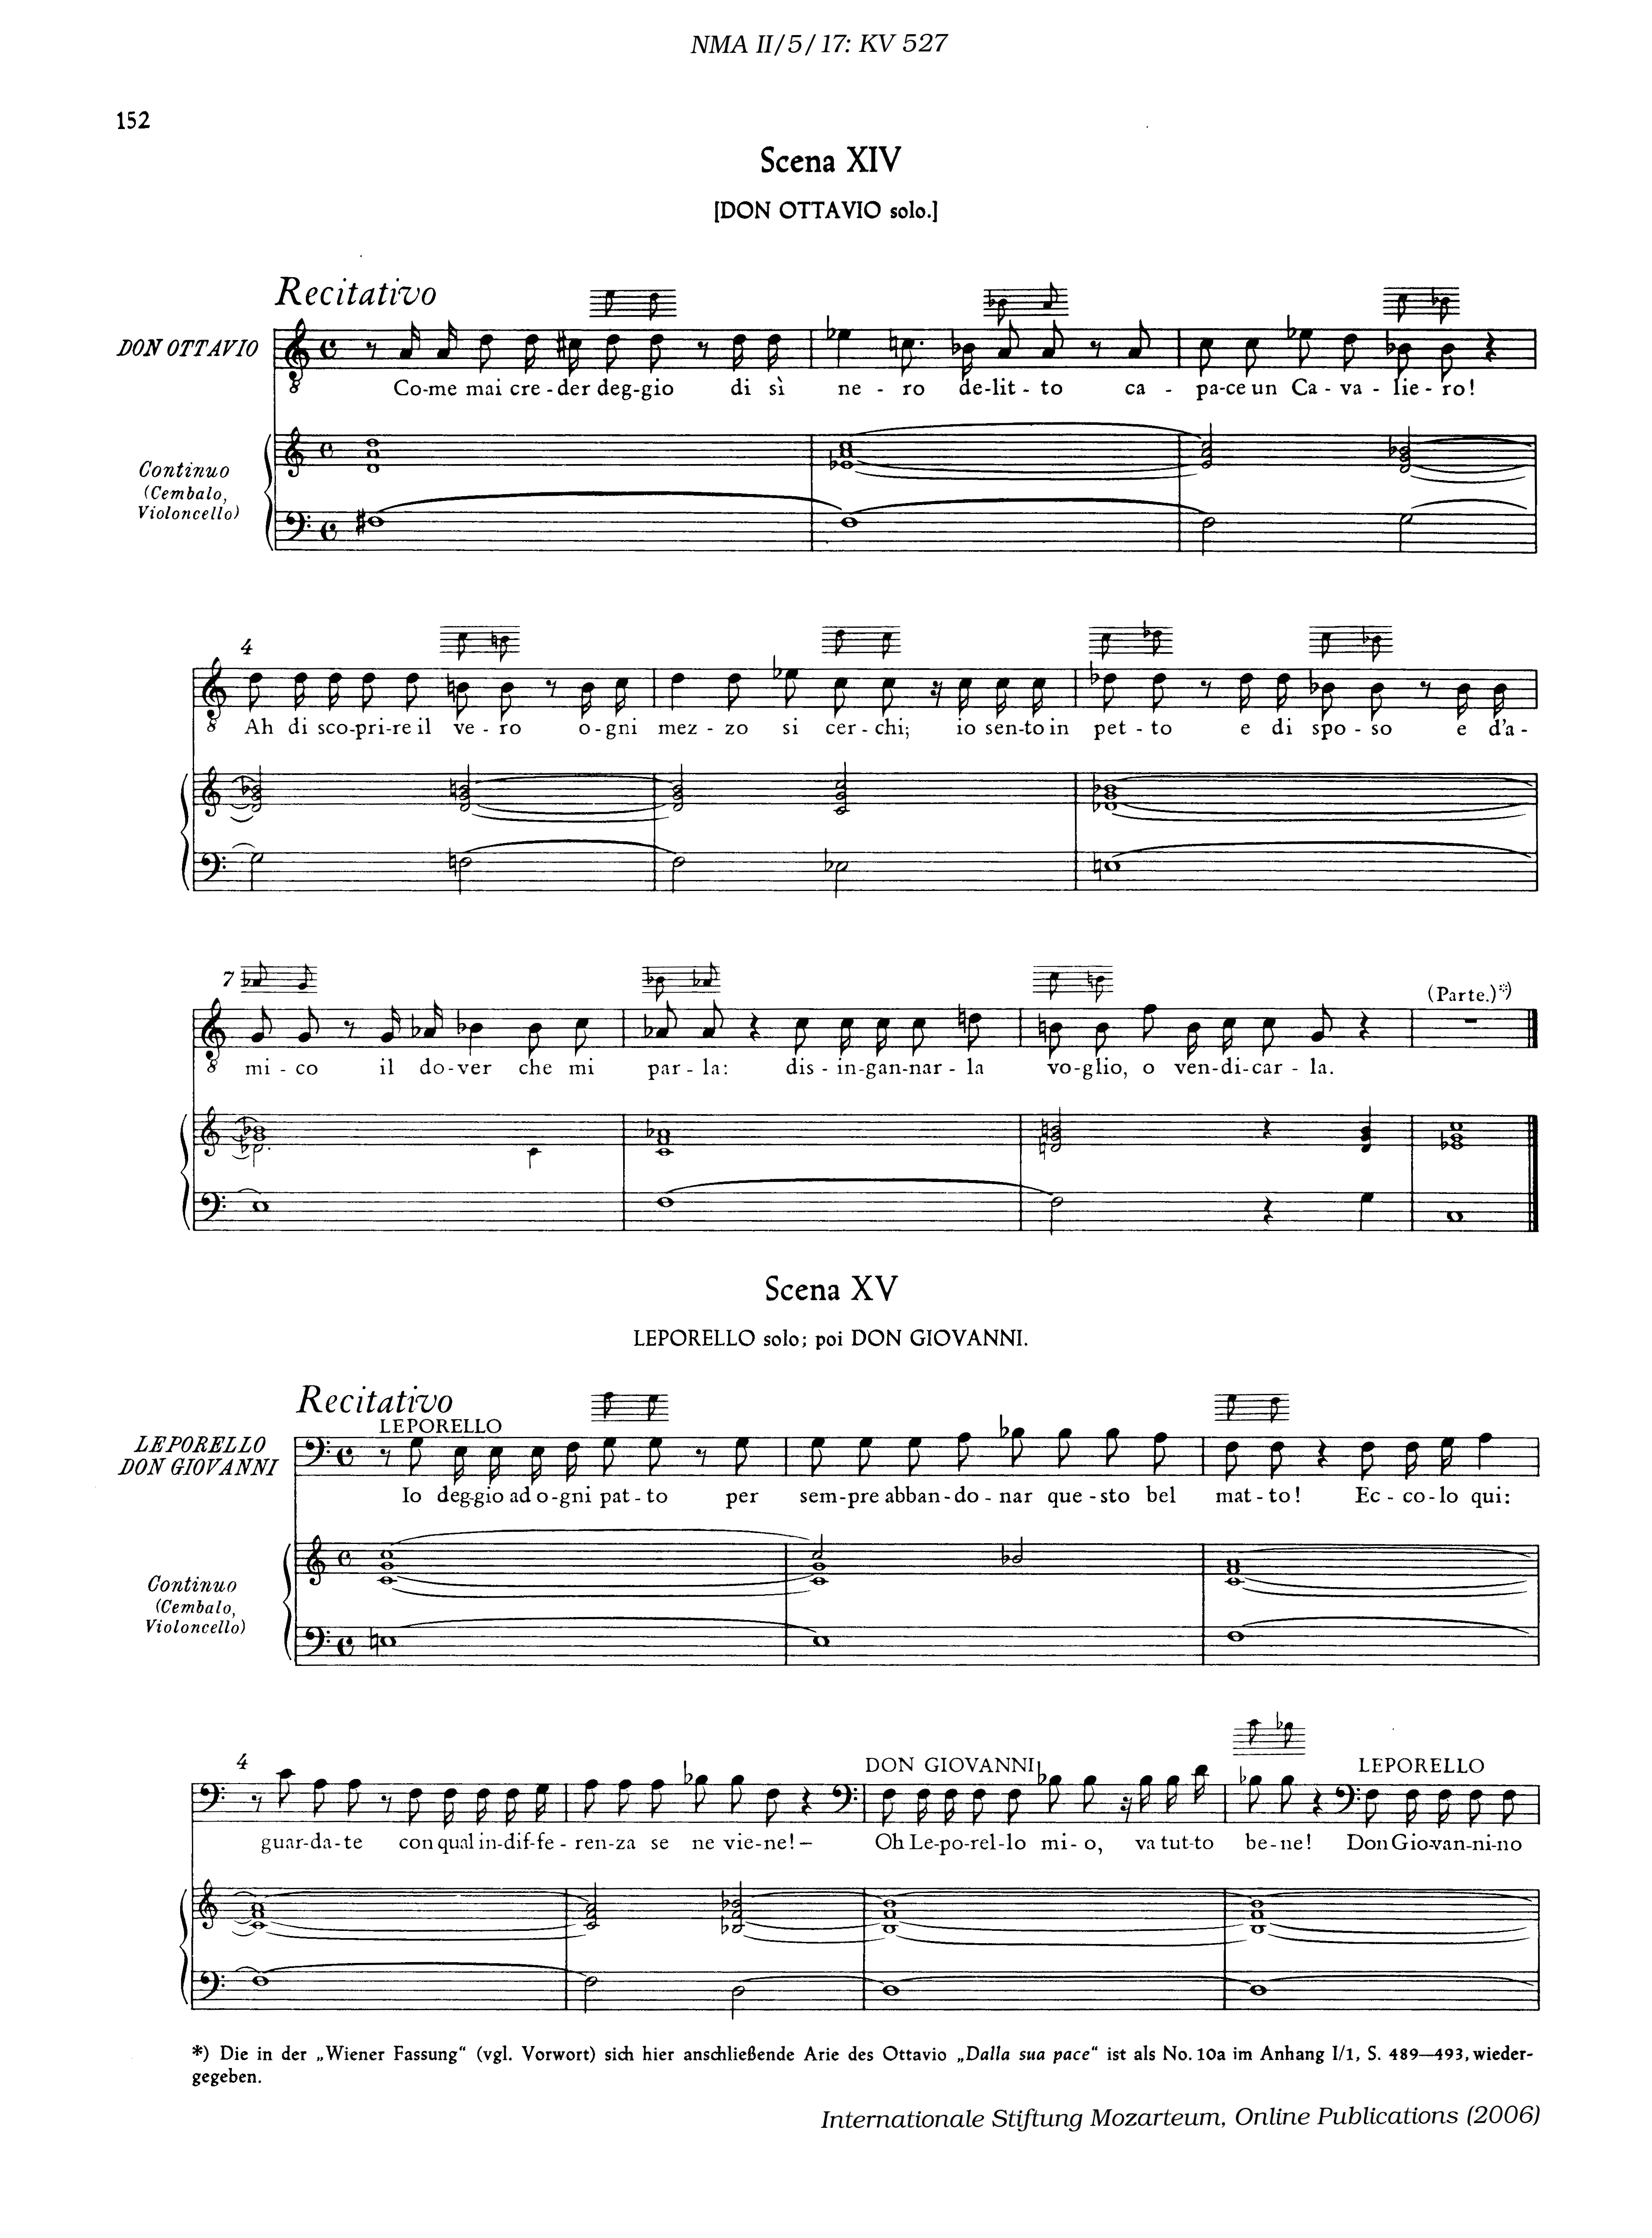 NMA II/5/17: KV 527
152
Scena XIV
[DON OTTAVIO solo.]
Recitativo
DON OTTAVIO
8
Co-me mai cre-der deg-gio di sì ne-ro de-lit-to ca-pa-ce un Ca-va-lie-ro!
Continuo
(Cembalo,
Violoncello)
4
8
Ah di sco-pri-re il ve-ro o-gni mez-zo si cer-chi; io sen-to in pet-to e di spo-so e d'a-
7
(Parte.)*)
8
mi-co il do-ver che mi par-la: dis-in-gan-nar-la vo-glio, o ven-di-car-la.
Scena XV
LEPORELLO solo; poi DON GIOVANNI.
Recitativo
LEPORELLO
LEPORELLO
DON GIOVANNI
Io deg-gio ad o-gni pat-to per sem-pre abban-do-nar que-sto bel mat-to! Ec-co-lo qui:
Continuo
(Cembalo,
Violoncello)
4
DON GIOVANNI LEPORELLO
guar-da-te con qual in-dif-fe-ren-za se ne vie-ne!– Oh Le-po-rel-lo mi-o, va tut-to be-ne! Don Gio-van-ni-no
*) Die in der „Wiener Fassung“ (vgl. Vorwort) sich hier anschließende Arie des Ottavio „Dalla sua pace“ ist als No. 10a im Anhang I/1, S. 489—493, wieder-
gegeben.
Internationale Stiftung Mozarteum, Online Publications (2006)